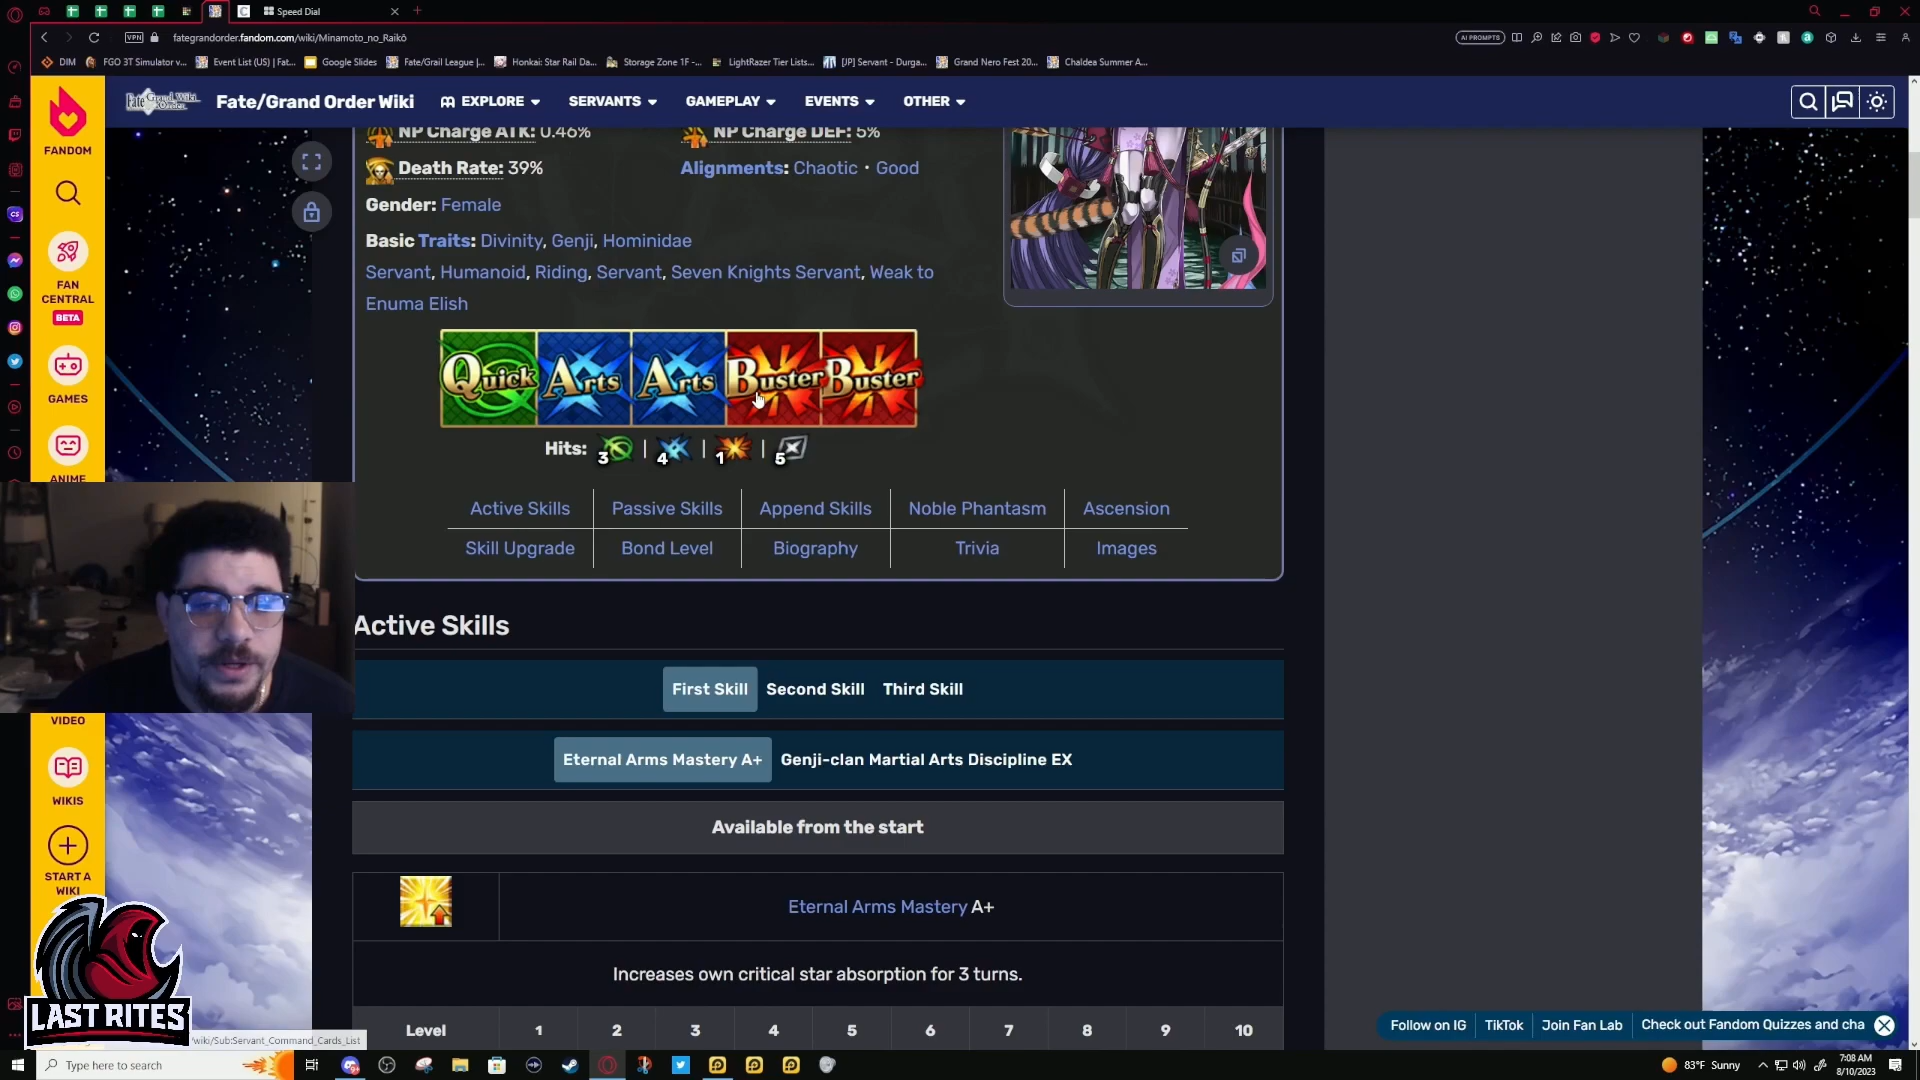 Speed Dial
VPN
fategrandorder.fandom.com/wiki/Minamoto_no_Raikō
AI PROMPTS
DIM
FGO 3T Simulator v...
Event List (US) | Fat...
Google Slides
Fate/Grail League |...
Honkai: Star Rail Da...
Storage Zone 1F -...
LightRazer Tier Lists...
[JP] Servant - Durga...
Grand Nero Fest 20...
Chaldea Summer A...
FANDOM
Fate/Grand Order Wiki
EXPLORE
SERVANTS
GAMEPLAY
EVENTS
OTHER
NP Charge ATK: 0.46%
NP Charge DEF: 5%
Death Rate: 39%
Alignments: Chaotic · Good
Gender: Female
Basic Traits: Divinity, Genji, Hominidae
Servant, Humanoid, Riding, Servant, Seven Knights Servant, Weak to
Enuma Elish
Quick Arts Arts Buster Buster
Hits: 3 | 4 | 1 | 5
Active Skills
Passive Skills
Append Skills
Noble Phantasm
Ascension
Skill Upgrade
Bond Level
Biography
Trivia
Images
Active Skills
First Skill
Second Skill
Third Skill
Eternal Arms Mastery A+
Genji-clan Martial Arts Discipline EX
Available from the start
Eternal Arms Mastery A+
Increases own critical star absorption for 3 turns.
Level 1 2 3 4 5 6 7 8 9 10
FAN
CENTRAL
BETA
GAMES
ANIME
VIDEO
WIKIS
START A
WIKI
LAST RITES
/wiki/Sub:Servant_Command_Cards_List
Follow on IG
TikTok
Join Fan Lab
Check out Fandom Quizzes and cha
Type here to search
83°F Sunny
7:08 AM
8/10/2023